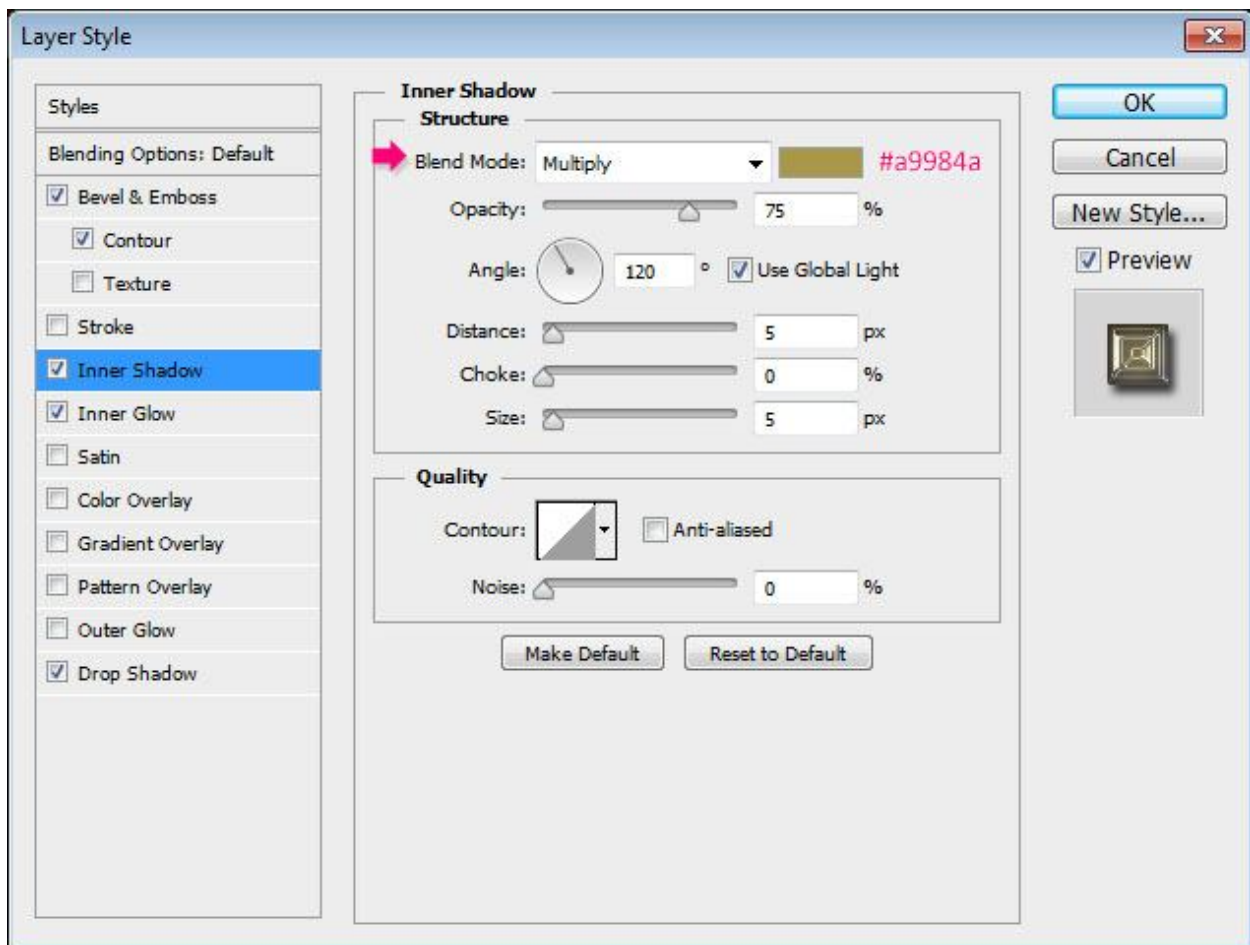 Layer Style
Styles
Blending Options: Default
Bevel & Emboss
Contour
Texture
Stroke
Inner Shadow
Inner Glow
Satin
Color Overlay
Gradient Overlay
Pattern Overlay
Outer Glow
Drop Shadow
Inner Shadow
Structure
Blend Mode: Multiply #a9984a
Opacity: 75 %
Angle: 120 ° Use Global Light
Distance: 5 px
Choke: 0 %
Size: 5 px
Quality
Contour: Anti-aliased
Noise: 0 %
Make Default Reset to Default
OK
Cancel
New Style...
Preview